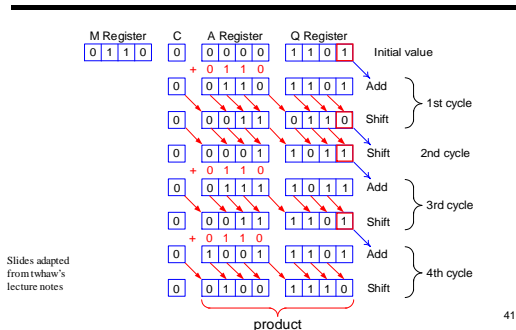 M Register C A Register Q Register
0 1 1 0 0 0 0 0 0 1 1 0 1 Initial value
+ 0 1 1 0
0 0 1 1 0 1 1 0 1 Add
1st cycle
0 0 0 1 1 0 1 1 0 Shift
0 0 0 0 1 1 0 1 1 Shift 2nd cycle
+ 0 1 1 0
0 0 1 1 1 1 0 1 1 Add
3rd cycle
0 0 0 1 1 1 1 0 1 Shift
+ 0 1 1 0
0 1 0 0 1 1 1 0 1 Add
4th cycle
0 0 1 0 0 1 1 1 0 Shift
product
Slides adapted
from twhaw's
lecture notes
41